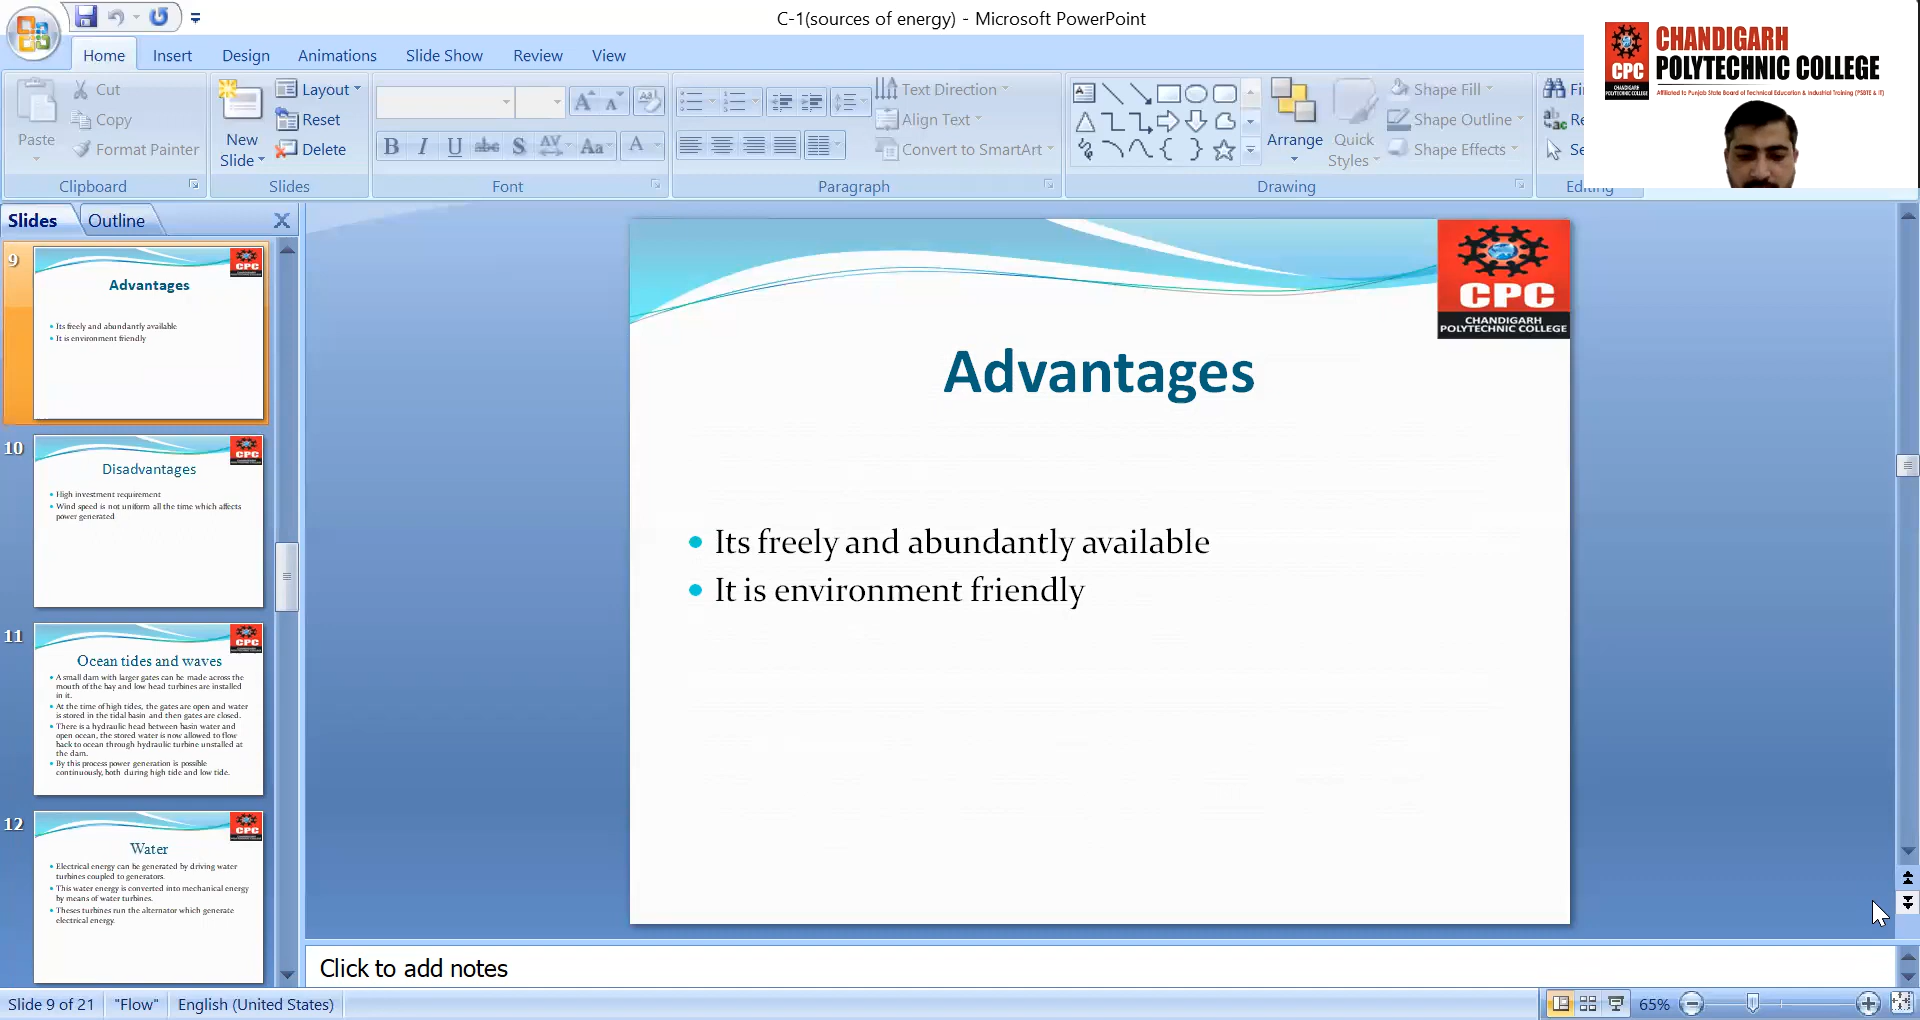 C-1(sources of energy) - Microsoft PowerPoint
Home Insert Design Animations Slide Show Review View
Paste
Cut
Copy
Format Painter
Clipboard
New
Slide
Layout
Reset
Delete
Slides
B I U abc S AV Aa A
Font
Paragraph
Text Direction
Align Text
Convert to SmartArt
Arrange
Quick
Styles
Shape Fill
Shape Outline
Shape Effects
Drawing
Fi
Re
Se
Editing
CPC
CHANDIGARH
POLYTECHNIC COLLEGE
Affiliated to Punjab State Board of Technical Education & Industrial Training (PSBTE & IT)
Slides Outline
9
CPC
Advantages
Its freely and abundantly available
It is environment friendly
10
CPC
Disadvantages
High investment requirement
Wind speed is not uniform all the time which affects
power generated
11
CPC
Ocean tides and waves
A small dam with larger gates can be made across the
mouth of the bay and low head turbines are installed
in it.
At the time of high tides, the gates are open and water
is stored in the tidal basin and then gates are closed.
There is a hydraulic head between basin water and
open ocean, the stored water is now allowed to flow
back to ocean through hydraulic turbine unstalled at
the dam.
By this process power generation is possible
continuously, both during high tide and low tide.
12
CPC
Water
Electrical energy can be generated by driving water
turbines coupled to generators.
This water energy is converted into mechanical energy
by means of water turbines.
Theses turbines run the alternator which generate
electrical energy.
CPC
CHANDIGARH
POLYTECHNIC COLLEGE
Advantages
Its freely and abundantly available
It is environment friendly
Click to add notes
Slide 9 of 21 "Flow" English (United States) 65%